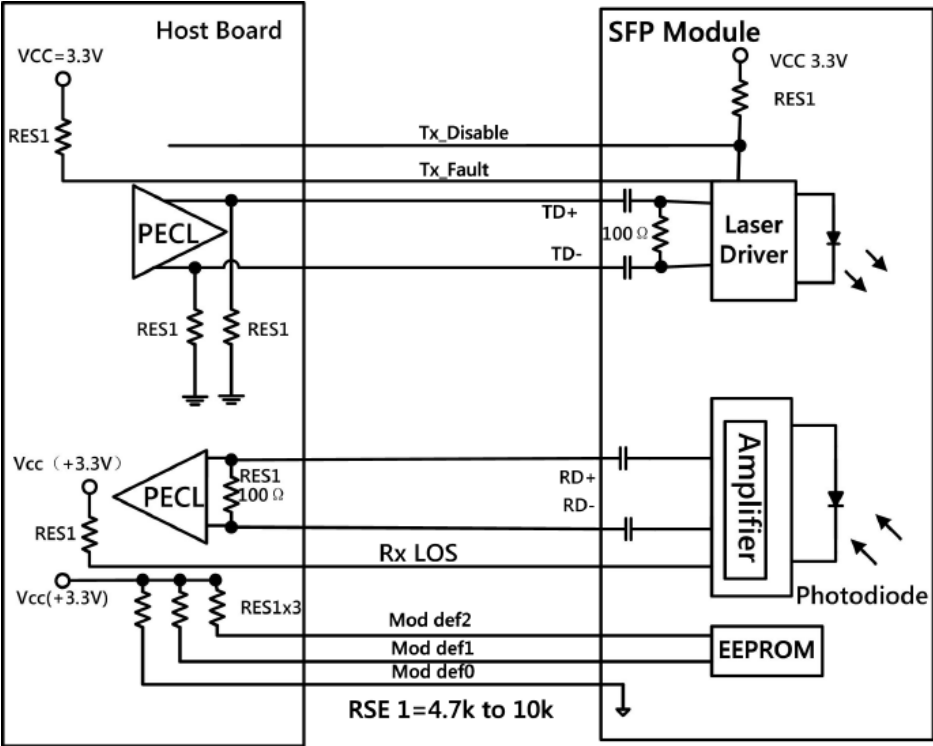 Host Board
SFP Module
VCC=3.3V
VCC 3.3V
RES1
RES1
Tx_Disable
Tx_Fault
PECL
TD+
100Ω
TD-
Laser
Driver
RES1
RES1
Vcc（+3.3V）
PECL
RES1
100Ω
RD+
RD-
Amplifier
RES1
Rx LOS
Vcc(+3.3V)
RES1x3
Photodiode
Mod def2
Mod def1
Mod def0
EEPROM
RSE 1=4.7k to 10k